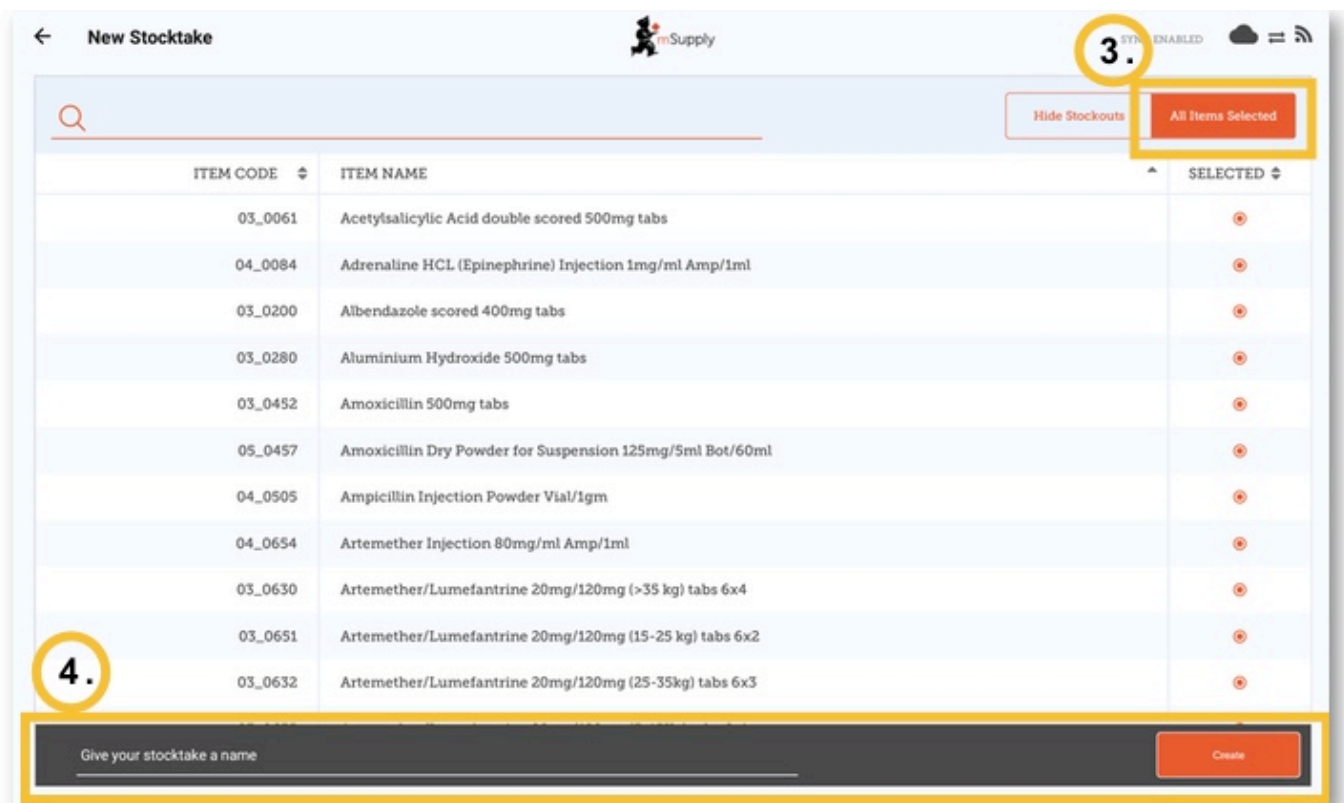 New Stocktake
mSupply
3.
ENABLED
Hide Stockouts
All Items Selected
ITEM CODE
ITEM NAME
SELECTED
03_0061 Acetylsalicylic Acid double scored 500mg tabs
04_0084 Adrenaline HCL (Epinephrine) Injection 1mg/ml Amp/1ml
03_0200 Albendazole scored 400mg tabs
03_0280 Aluminium Hydroxide 500mg tabs
03_0452 Amoxicillin 500mg tabs
05_0457 Amoxicillin Dry Powder for Suspension 125mg/5ml Bot/60ml
04_0505 Ampicillin Injection Powder Vial/1gm
04_0654 Artemether Injection 80mg/ml Amp/1ml
03_0630 Artemether/Lumefantrine 20mg/120mg (>35 kg) tabs 6x4
03_0651 Artemether/Lumefantrine 20mg/120mg (15-25 kg) tabs 6x2
03_0632 Artemether/Lumefantrine 20mg/120mg (25-35kg) tabs 6x3
4.
Give your stocktake a name
Create